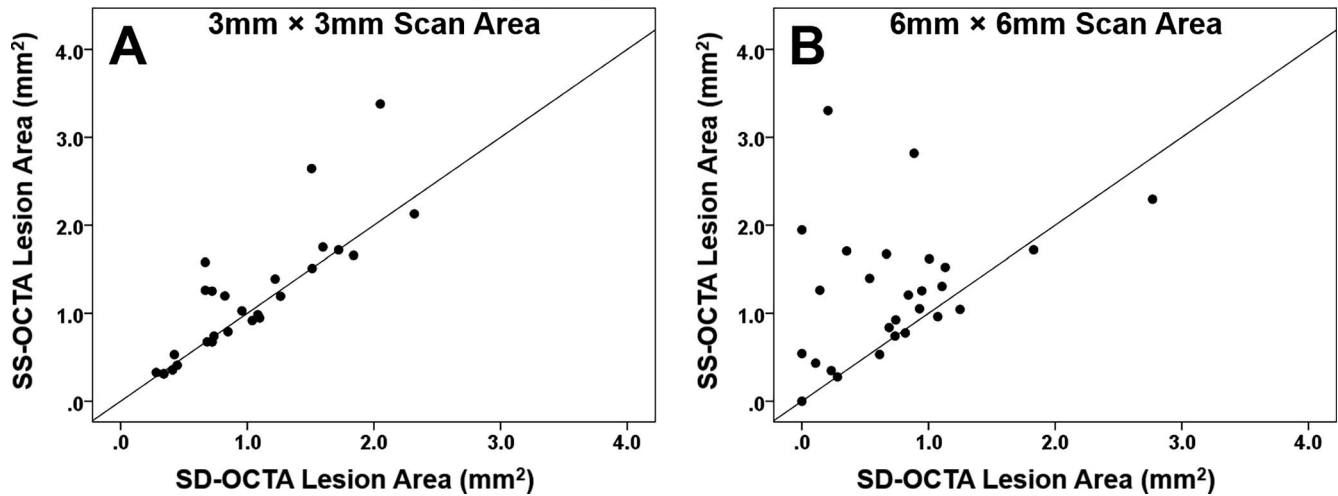 A
3mm × 3mm Scan Area
SS-OCTA Lesion Area (mm²)
4.0
3.0
2.0
1.0
.0
.0 1.0 2.0 3.0 4.0
SD-OCTA Lesion Area (mm²)
B
6mm × 6mm Scan Area
SS-OCTA Lesion Area (mm²)
4.0
3.0
2.0
1.0
.0
.0 1.0 2.0 3.0 4.0
SD-OCTA Lesion Area (mm²)